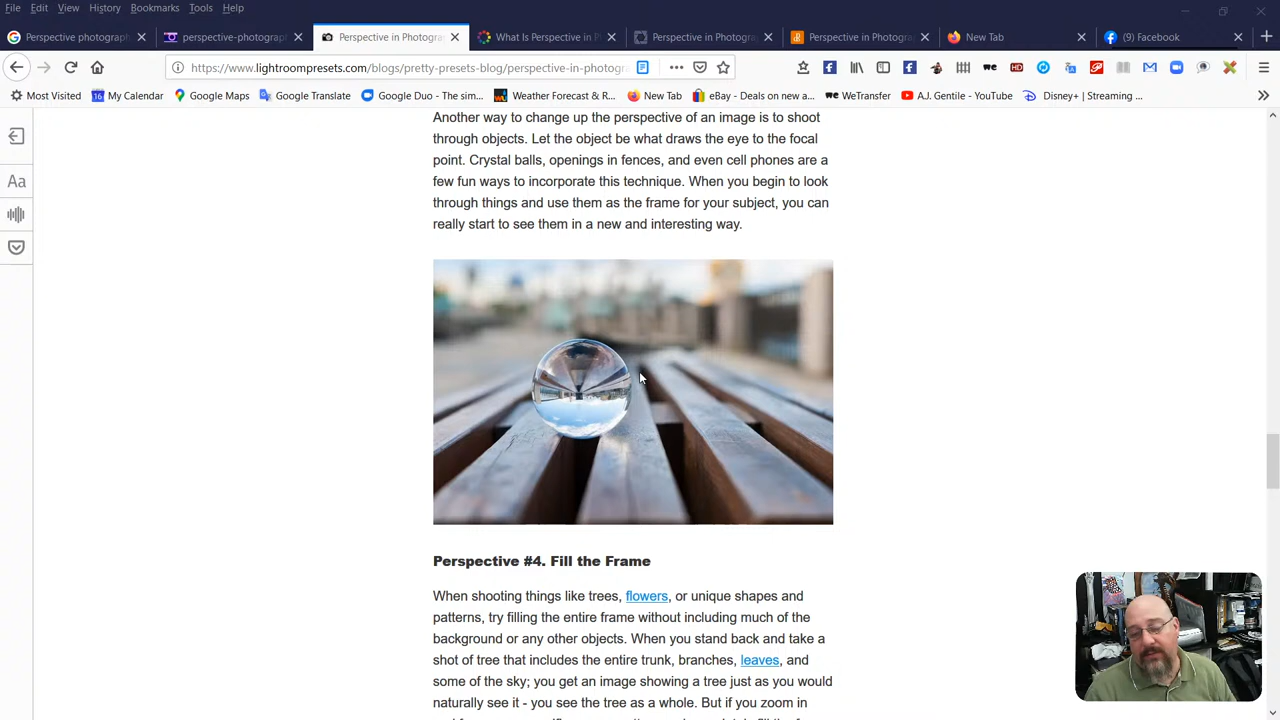 File Edit View History Bookmarks Tools Help
Perspective photograph perspective-photograph Perspective in Photogra What Is Perspective in Ph Perspective in Photogra Perspective in Photogra New Tab (9) Facebook
https://www.lightroompresets.com/blogs/pretty-presets-blog/perspective-in-photogr
Most Visited My Calendar Google Maps Google Translate Google Duo - The sim... Weather Forecast & R... New Tab eBay - Deals on new a... WeTransfer A.J. Gentile - YouTube Disney+ | Streaming ...
Another way to change up the perspective of an image is to shoot
through objects. Let the object be what draws the eye to the focal
point. Crystal balls, openings in fences, and even cell phones are a
few fun ways to incorporate this technique. When you begin to look
through things and use them as the frame for your subject, you can
really start to see them in a new and interesting way.
Perspective #4. Fill the Frame
When shooting things like trees, flowers, or unique shapes and
patterns, try filling the entire frame without including much of the
background or any other objects. When you stand back and take a
shot of tree that includes the entire trunk, branches, leaves, and
some of the sky; you get an image showing a tree just as you would
naturally see it - you see the tree as a whole. But if you zoom in